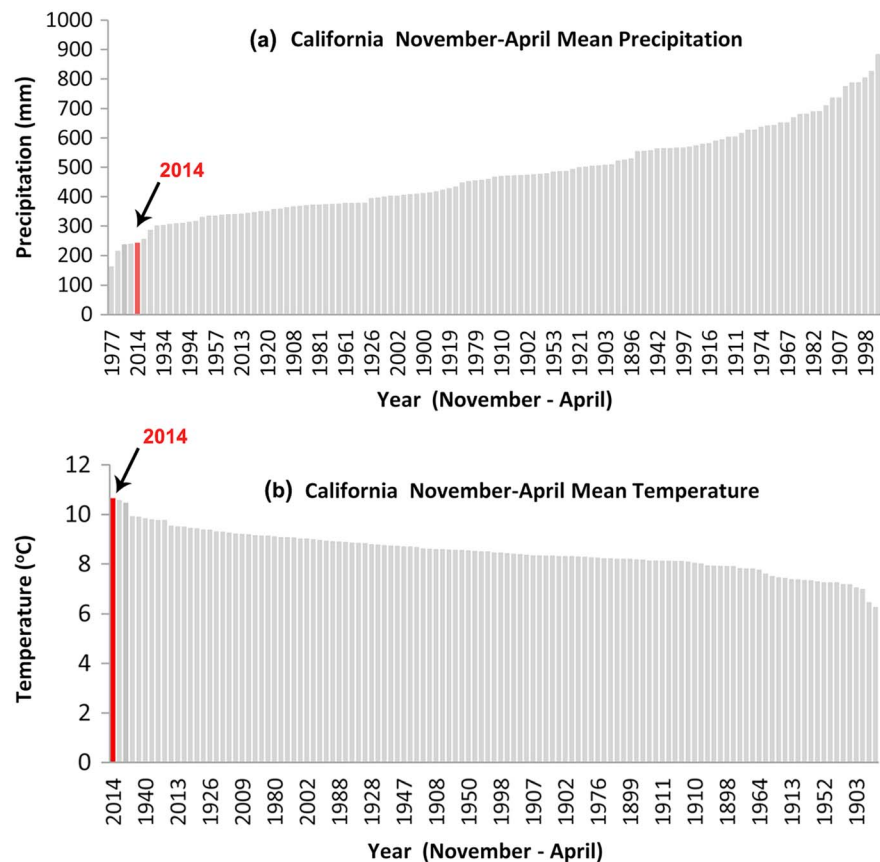 (a) California November-April Mean Precipitation
Precipitation (mm)
1000
900
800
700
600
500
400
300
200
100
0
2014
1977 2014 1934 1994 1957 2013 1920 1908 1981 1961 1926 2002 1900 1919 1979 1910 1902 1953 1921 1903 1896 1942 1997 1916 1911 1974 1967 1982 1907 1998
Year (November - April)
2014
(b) California November-April Mean Temperature
Temperature (°C)
12
10
8
6
4
2
0
2014 1940 2013 1926 2009 1980 2002 1988 1928 1947 1908 1950 1998 1907 1902 1976 1899 1911 1910 1898 1964 1913 1952 1903
Year (November - April)